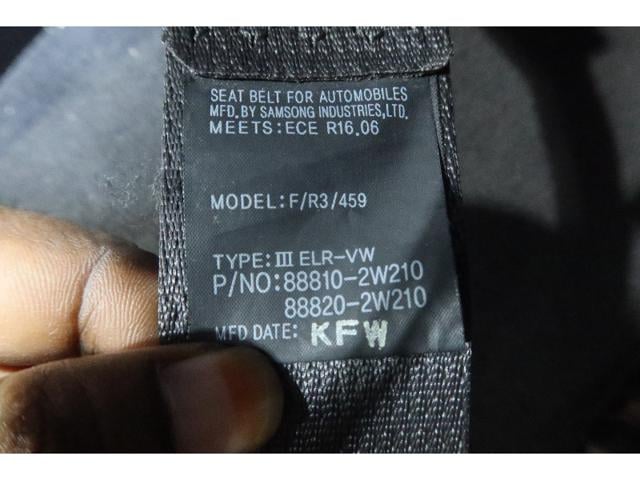 SEAT BELT FOR AUTOMOBILES
MFD.BY SAMSONG INDUSTRIES,LTD.
MEETS:ECE R16.06
MODEL:F/R3/459
TYPE:Ⅲ ELR-VW
P/NO:88810-2W210
88820-2W210
MFD DATE: KFW